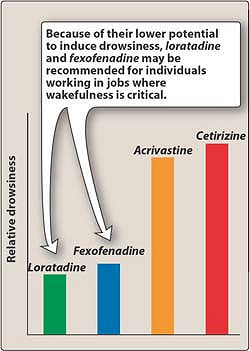 Because of their lower potential
to induce drowsiness, loratadine
and fexofenadine may be
recommended for individuals
working in jobs where
wakefulness is critical.
Cetirizine
Acrivastine
Fexofenadine
Loratadine
Relative drowsiness